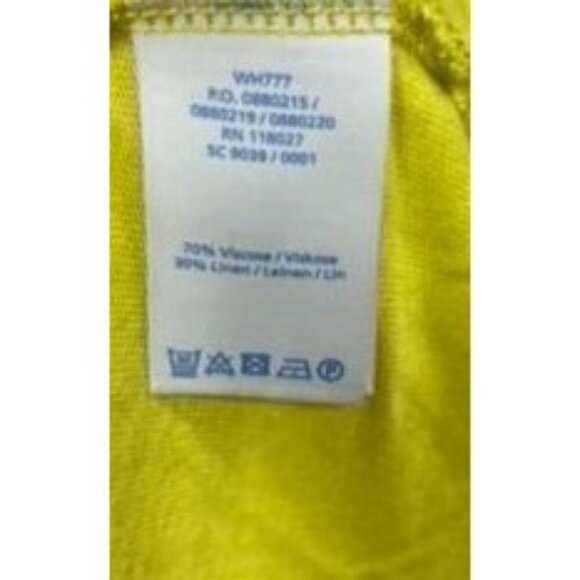 WH777
P.O. 0880215 /
0880219 / 0880220
RN 118027
SC 9039 / 0001
70% Viscose / Viskose
30% Linen / Leinen / Lin